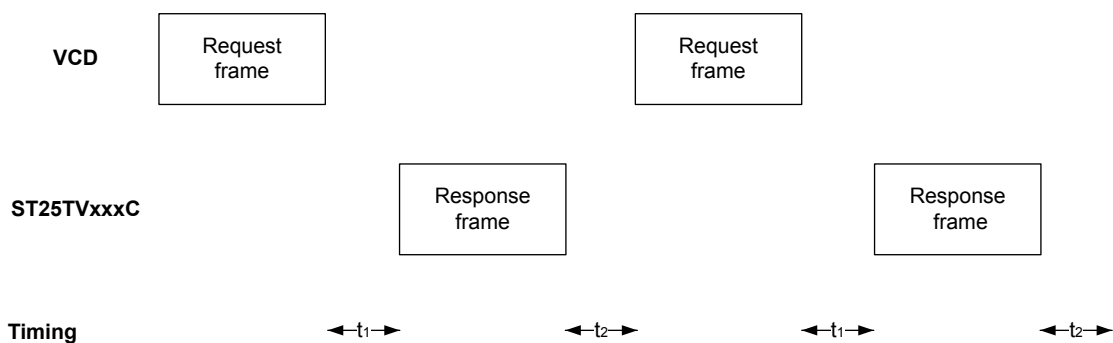 VCD
Request
frame
Request
frame
ST25TVxxxC
Response
frame
Response
frame
Timing
t1
t2
t1
t2